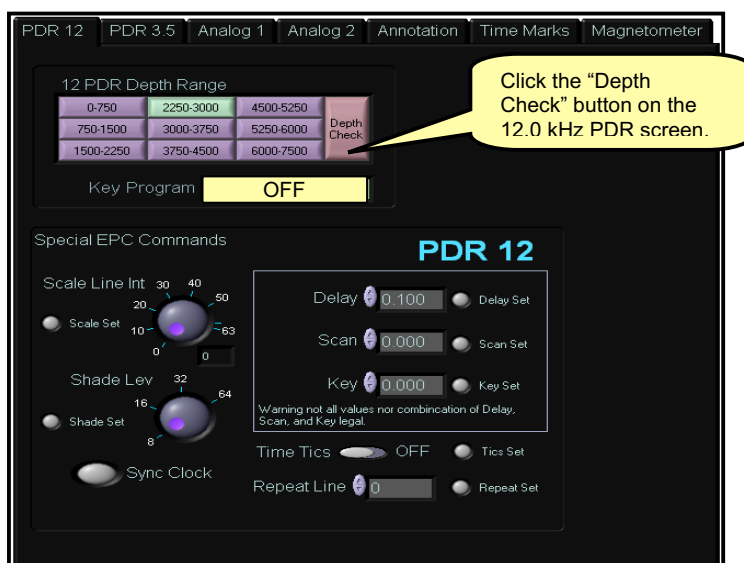 PDR 12 PDR 3.5 Analog 1 Analog 2 Annotation Time Marks Magnetometer
12 PDR Depth Range
0-750 2250-3000 4500-5250
750-1500 3000-3750 5250-6000
1500-2250 3750-4500 6000-7500
Depth
Check
Key Program OFF
Click the “Depth
Check” button on the
12.0 kHz PDR screen.
Special EPC Commands
PDR 12
Scale Line Int
0 10 20 30 40 50 63
Scale Set
0
Shade Lev
8 16 32 64
Shade Set
Sync Clock
Delay 0.100 Delay Set
Scan 0.000 Scan Set
Key 0.000 Key Set
Warning not all values nor combincation of Delay,
Scan, and Key legal.
Time Tics OFF Tics Set
Repeat Line 0 Repeat Set